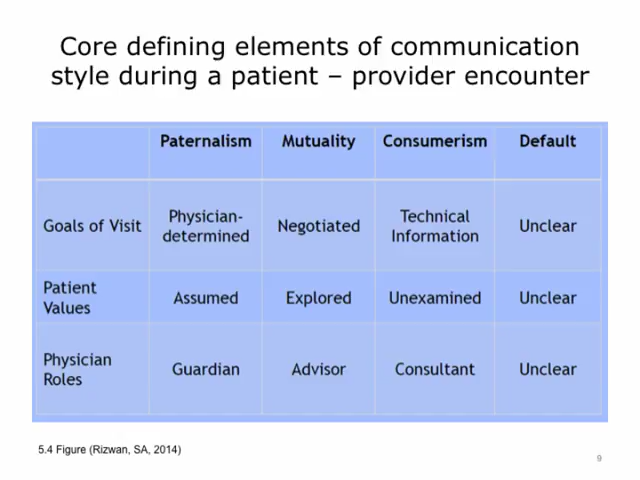 Core defining elements of communication
style during a patient – provider encounter
Paternalism Mutuality Consumerism Default
Goals of Visit Physician-determined Negotiated Technical Information Unclear
Patient Values Assumed Explored Unexamined Unclear
Physician Roles Guardian Advisor Consultant Unclear
5.4 Figure (Rizwan, SA, 2014)
9